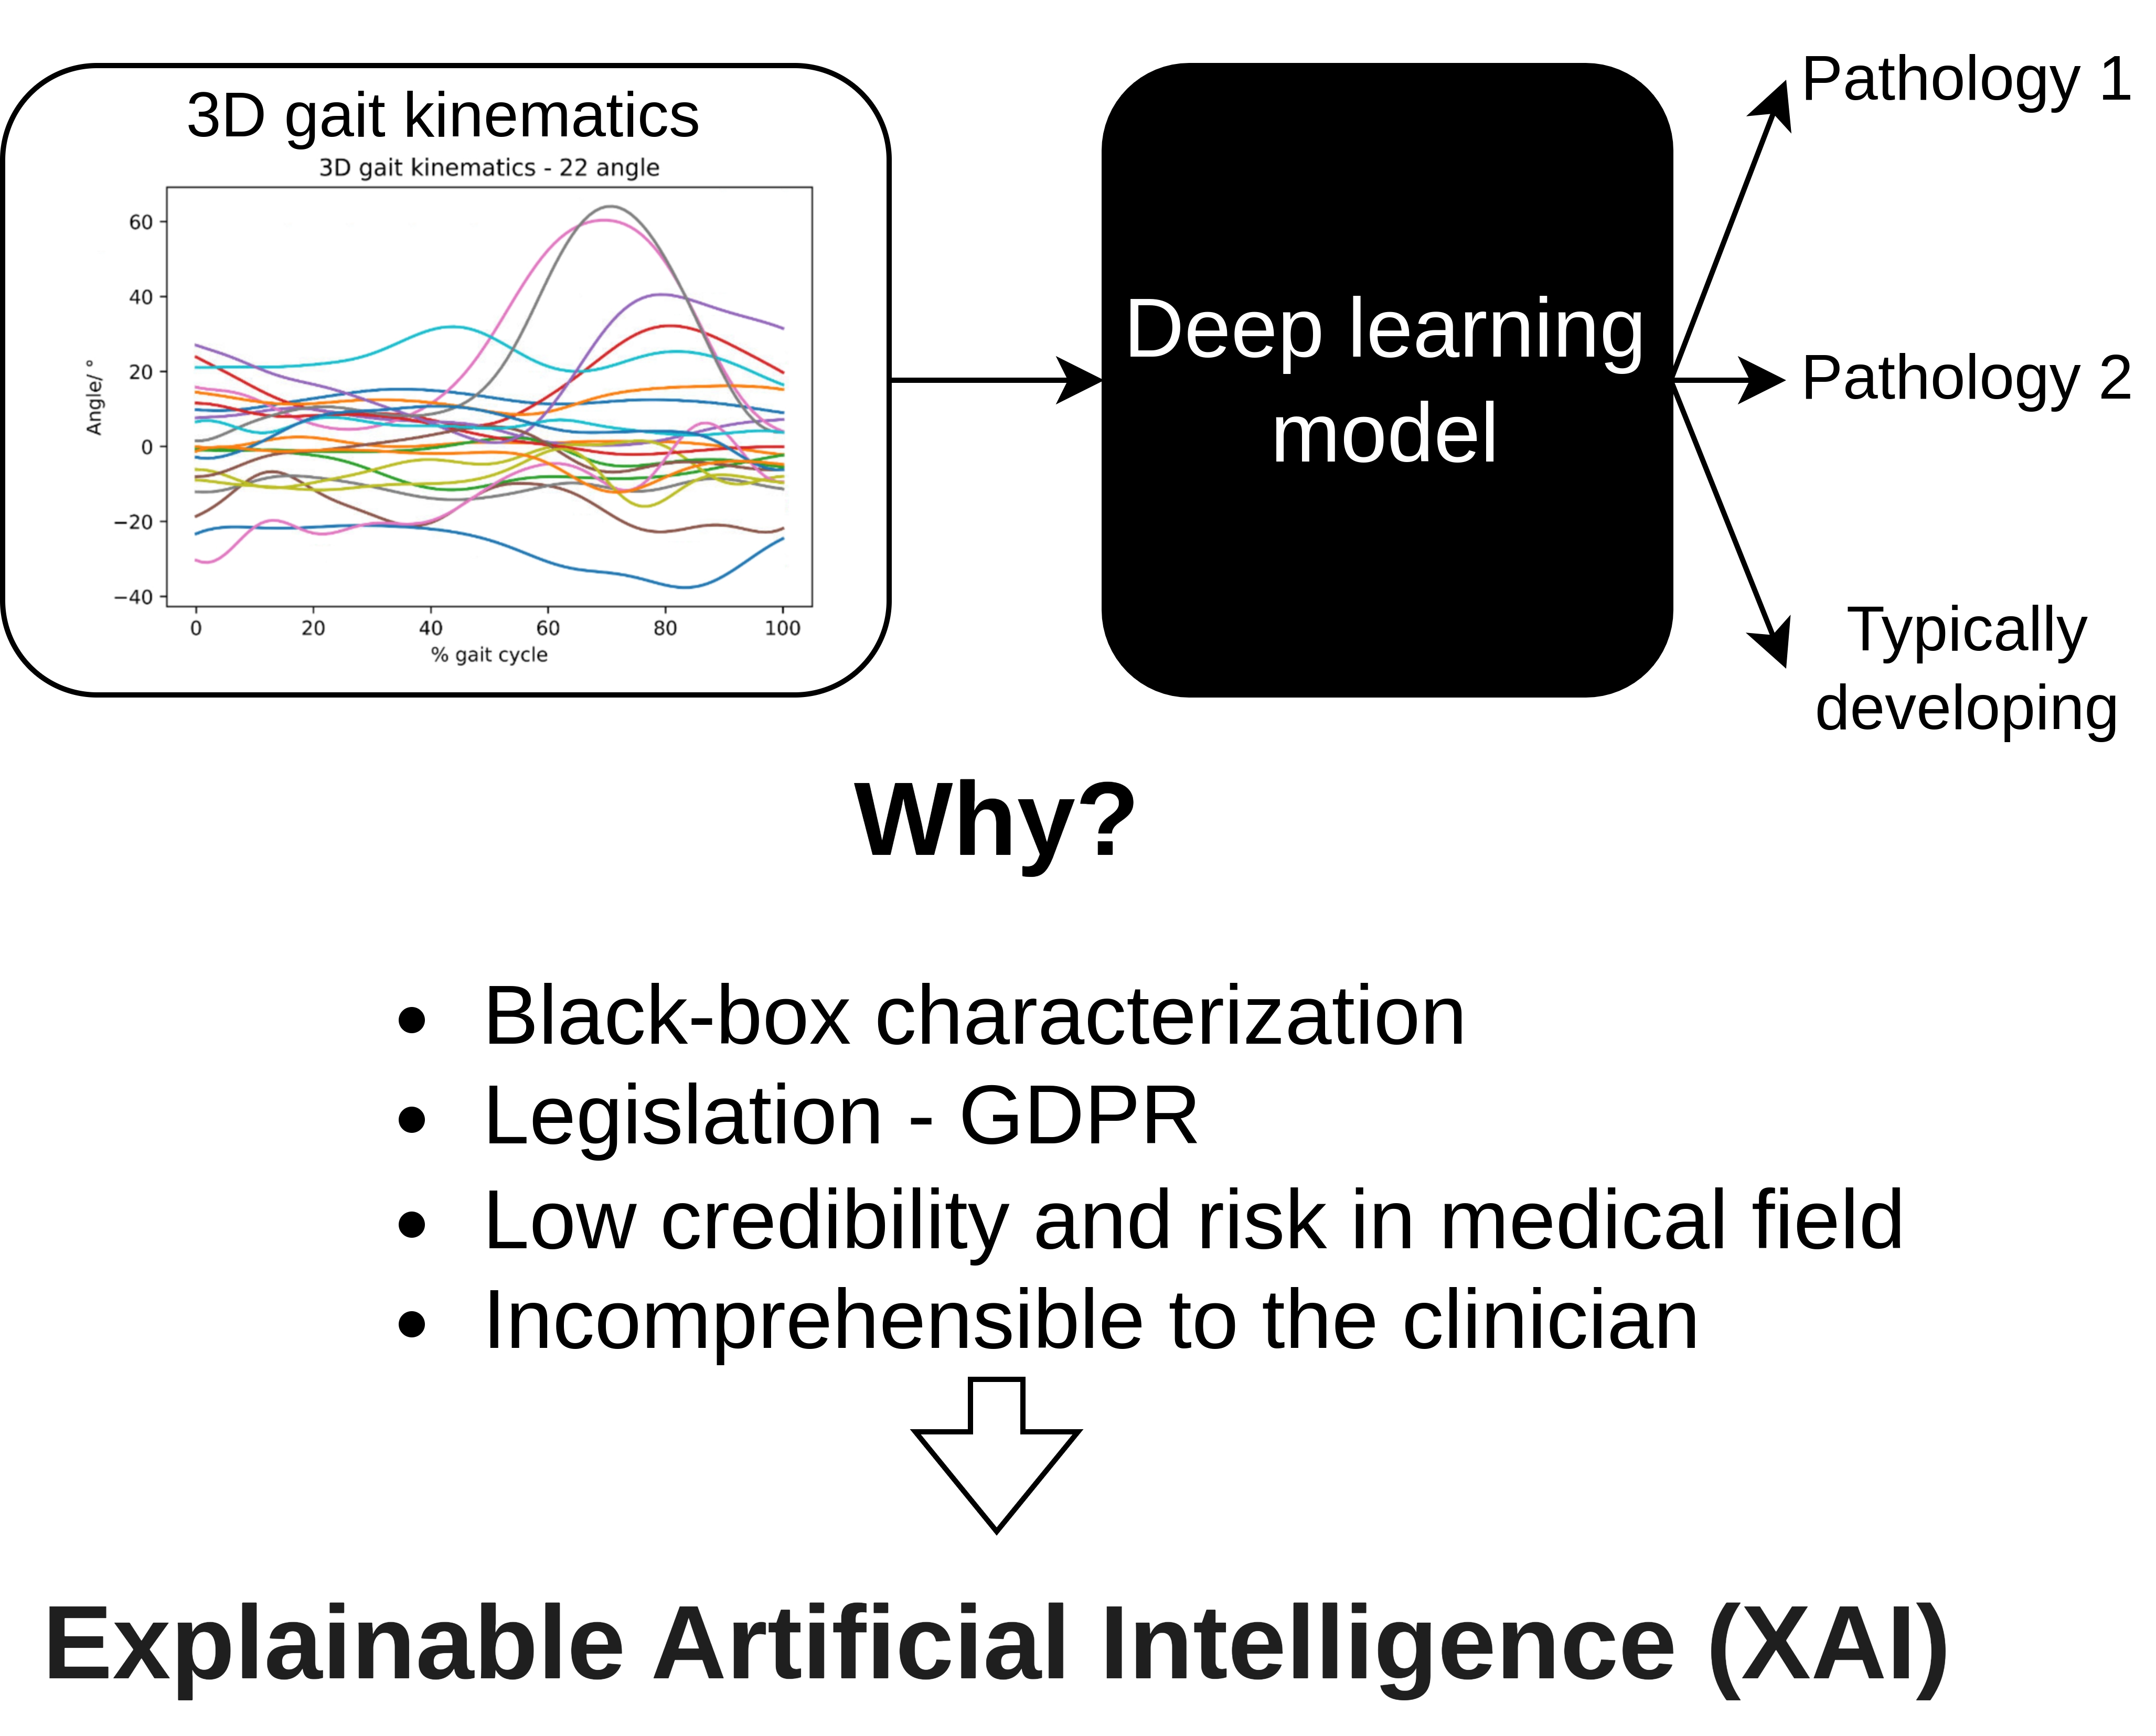 3D gait kinematics
3D gait kinematics - 22 angle
60
40
20
0
−20
−40
Angle/ °
0 20 40 60 80 100
% gait cycle
Deep learning
model
Pathology 1
Pathology 2
Typically
developing
Why?
• Black-box characterization
• Legislation - GDPR
• Low credibility and risk in medical field
• Incomprehensible to the clinician
Explainable Artificial Intelligence (XAI)